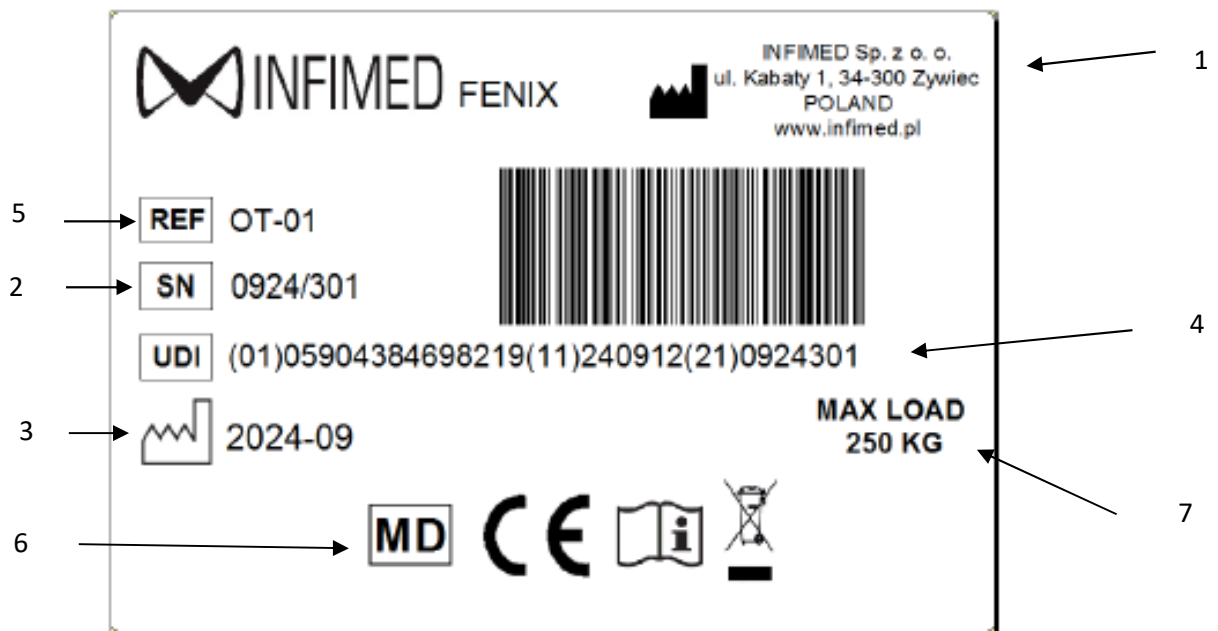 INFIMED FENIX
INFIMED Sp. z o. o.
ul. Kabaty 1, 34-300 Zywiec
POLAND
www.infimed.pl
1
5
REF OT-01
2
SN 0924/301
UDI (01)05904384698219(11)240912(21)0924301
4
3
2024-09
MAX LOAD
250 KG
7
6
MD CE i